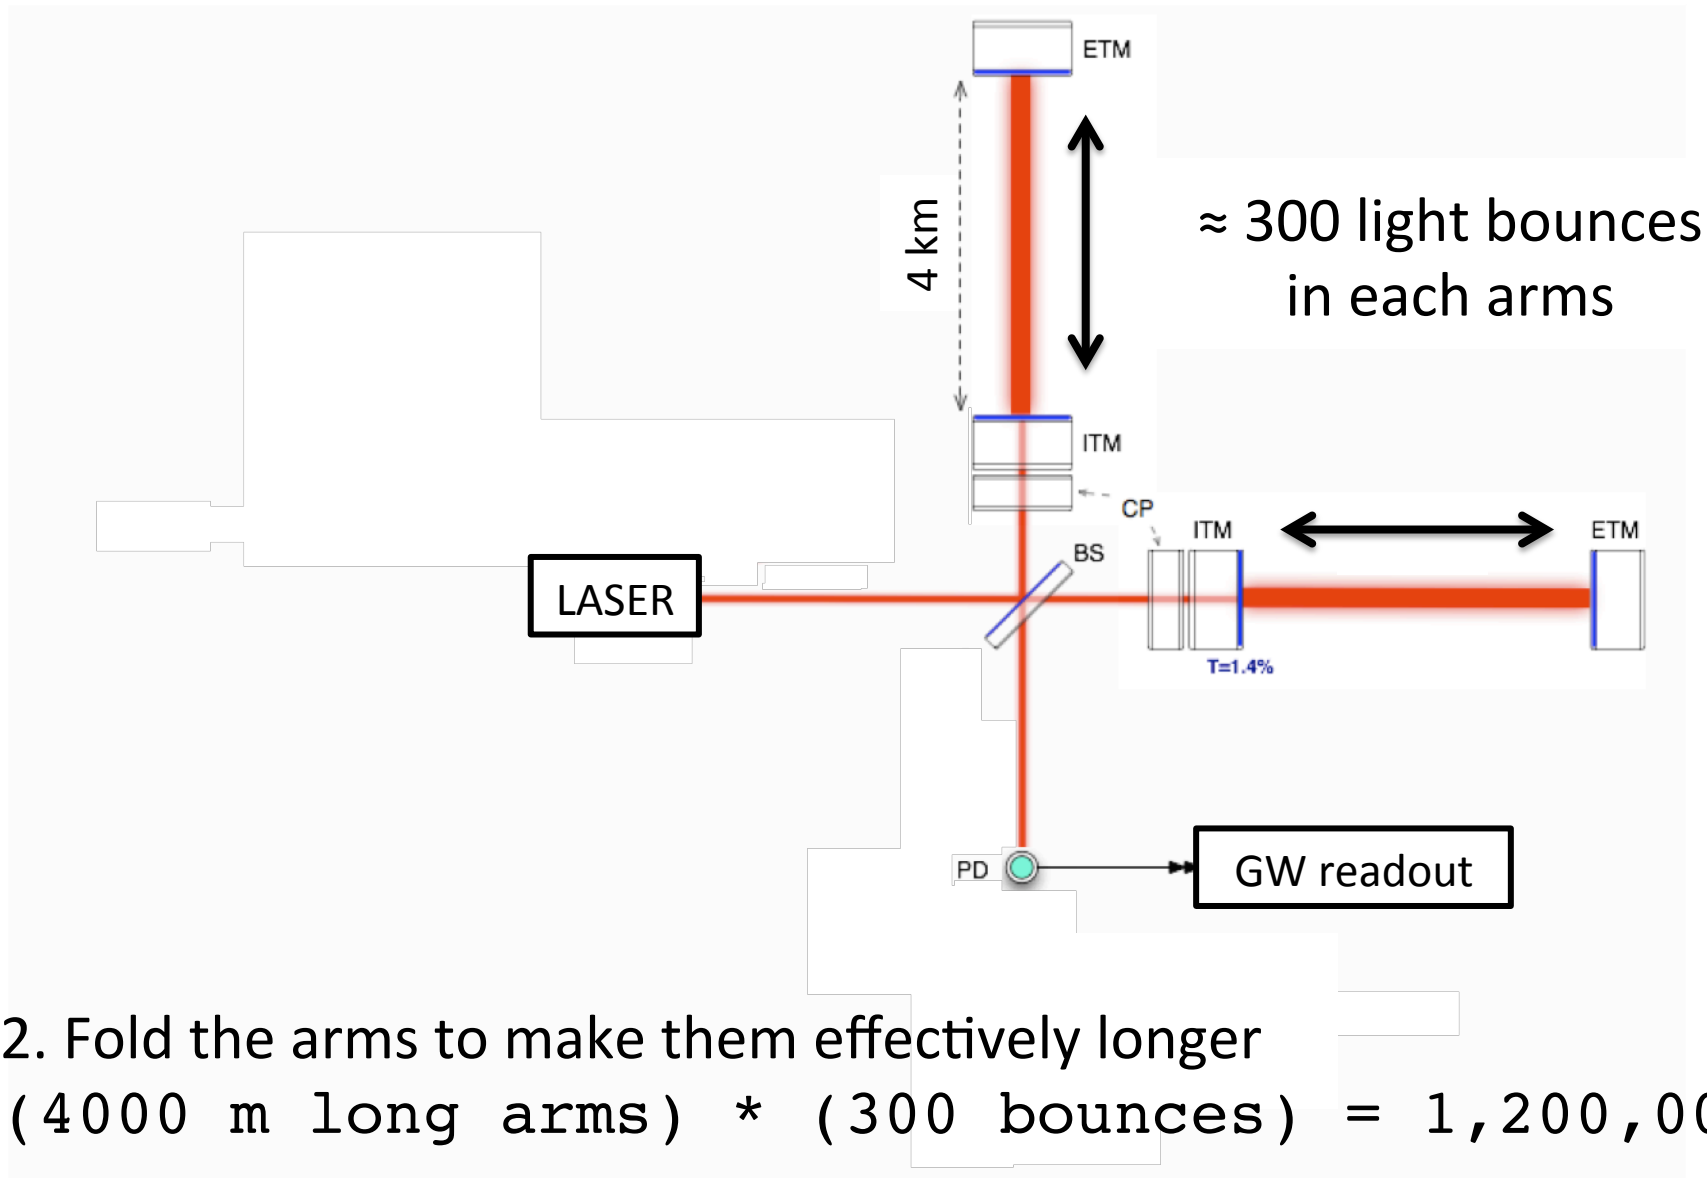 ETM
4 km
≈ 300 light bounces
in each arms
ITM
CP
ITM
ETM
BS
LASER
T=1.4%
PD
GW readout
2. Fold the arms to make them effectively longer
(4000 m long arms) * (300 bounces) = 1,200,00